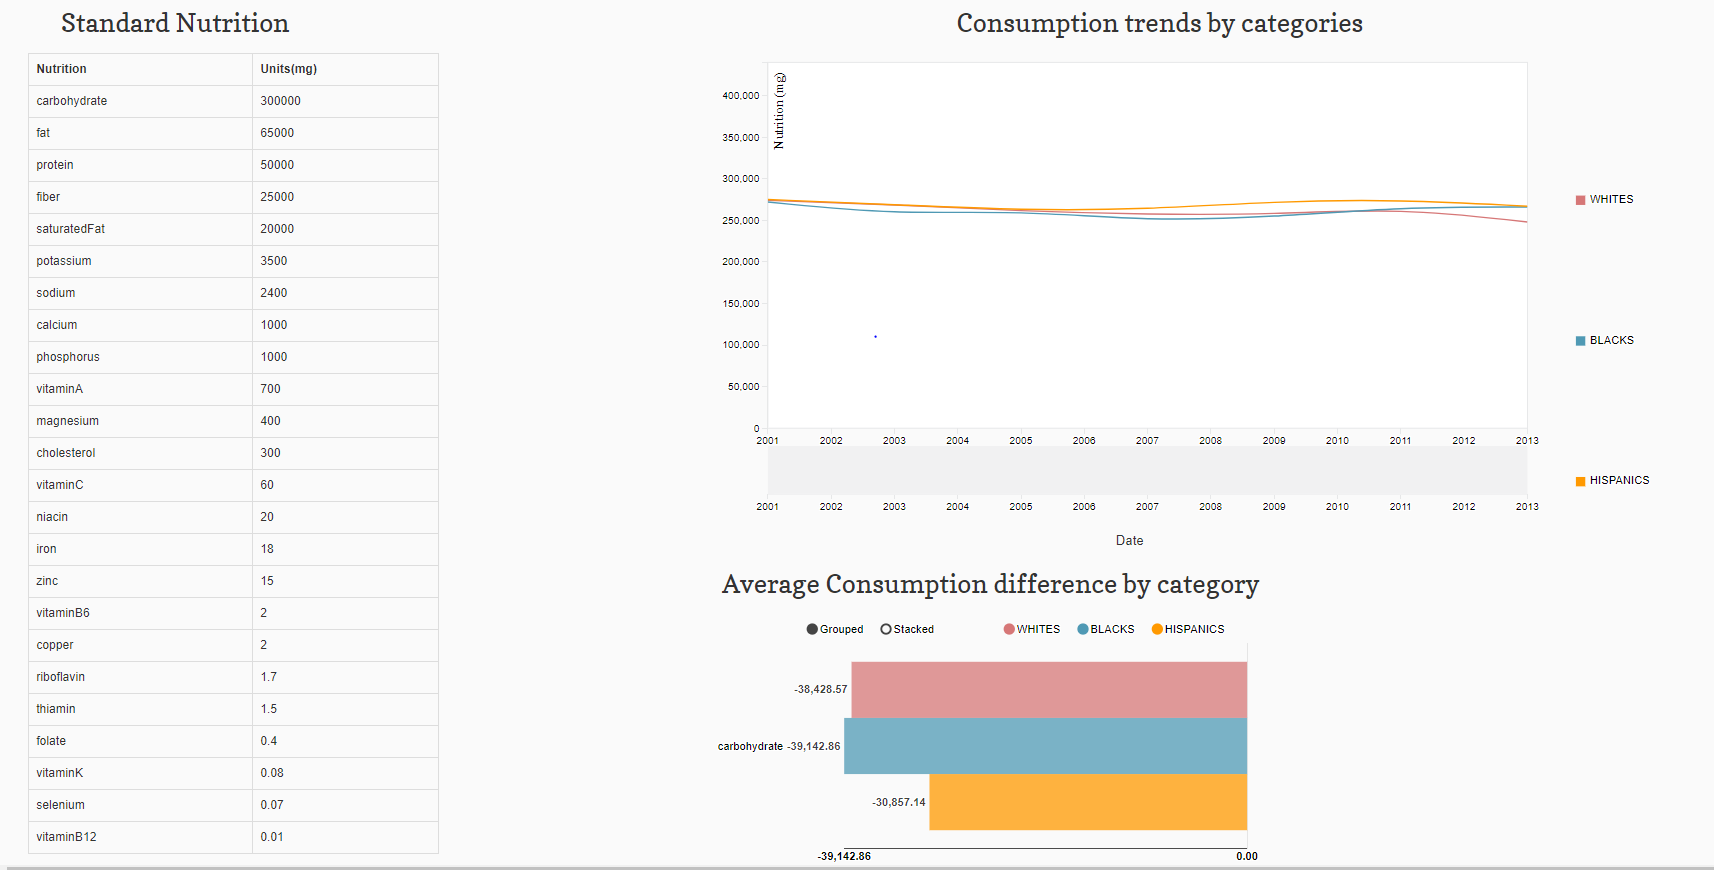 Standard Nutrition
Nutrition Units(mg)
carbohydrate 300000
fat 65000
protein 50000
fiber 25000
saturatedFat 20000
potassium 3500
sodium 2400
calcium 1000
phosphorus 1000
vitaminA 700
magnesium 400
cholesterol 300
vitaminC 60
niacin 20
iron 18
zinc 15
vitaminB6 2
copper 2
riboflavin 1.7
thiamin 1.5
folate 0.4
vitaminK 0.08
selenium 0.07
vitaminB12 0.01
Consumption trends by categories
Nutrition (mg)
400,000
350,000
300,000
250,000
200,000
150,000
100,000
50,000
0
2001 2002 2003 2004 2005 2006 2007 2008 2009 2010 2011 2012 2013
2001 2002 2003 2004 2005 2006 2007 2008 2009 2010 2011 2012 2013
Date
WHITES
BLACKS
HISPANICS
Average Consumption difference by category
Grouped Stacked WHITES BLACKS HISPANICS
-38,428.57
carbohydrate -39,142.86
-30,857.14
-39,142.86 0.00